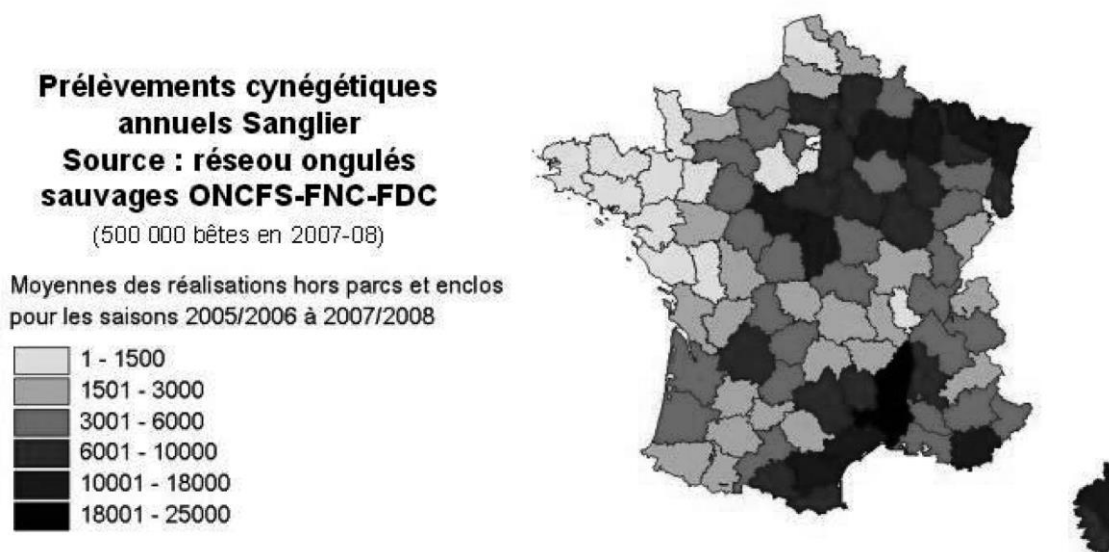 Prélèvements cynégétiques
annuels Sanglier
Source : réseou ongulés
sauvages ONCFS-FNC-FDC
(500 000 bêtes en 2007-08)
Moyennes des réalisations hors parcs et enclos
pour les saisons 2005/2006 à 2007/2008
1 - 1500
1501 - 3000
3001 - 6000
6001 - 10000
10001 - 18000
18001 - 25000